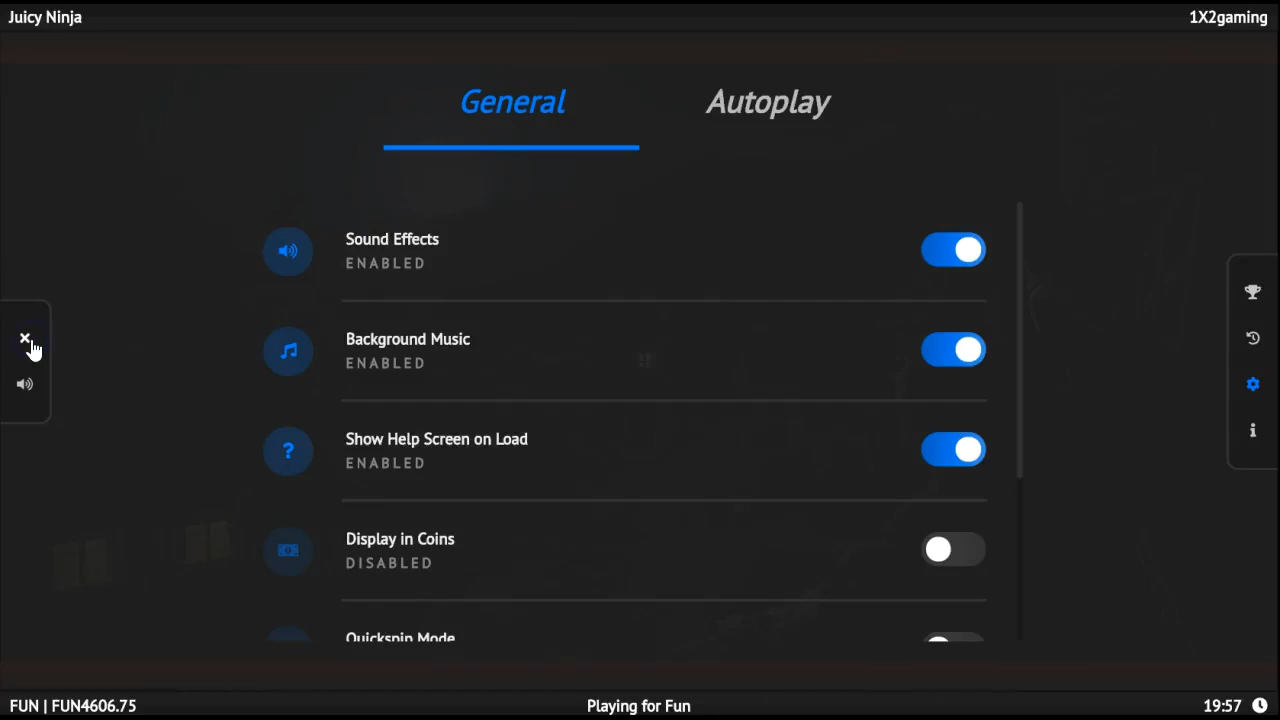 Juicy Ninja
1X2gaming
General
Autoplay
Sound Effects
ENABLED
Background Music
ENABLED
Show Help Screen on Load
ENABLED
Display in Coins
DISABLED
Quickspin Mode
FUN | FUN4606.75
Playing for Fun
19:57